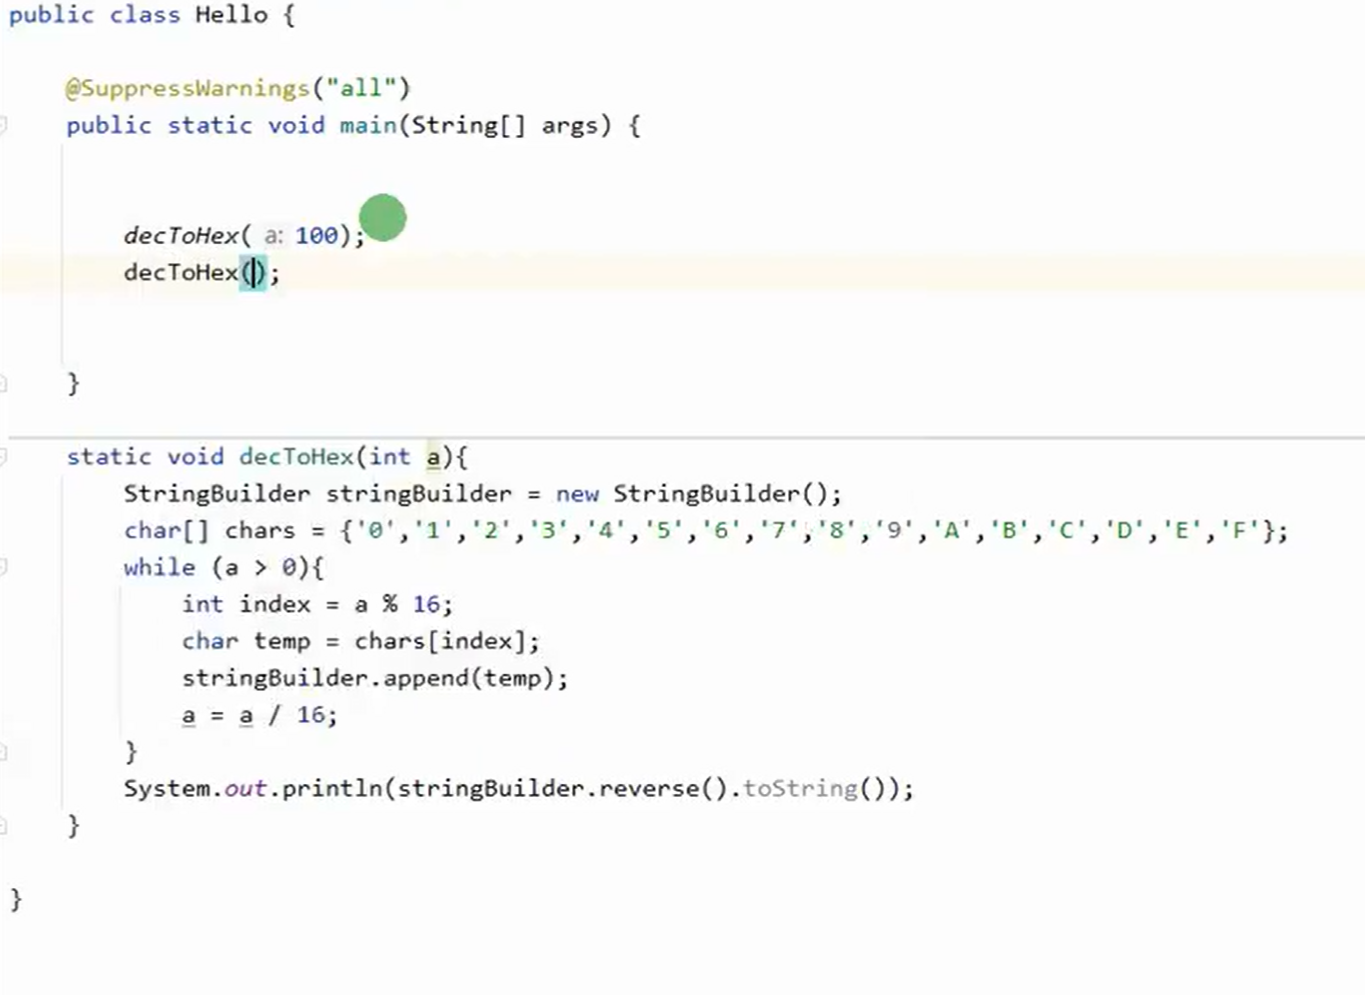 public class Hello {
@SuppressWarnings("all")
public static void main(String[] args) {
decToHex( a: 100);
decToHex();
}
static void decToHex(int a){
StringBuilder stringBuilder = new StringBuilder();
char[] chars = {'0','1','2','3','4','5','6','7','8','9','A','B','C','D','E','F'};
while (a > 0){
int index = a % 16;
char temp = chars[index];
stringBuilder.append(temp);
a = a / 16;
}
System.out.println(stringBuilder.reverse().toString());
}
}